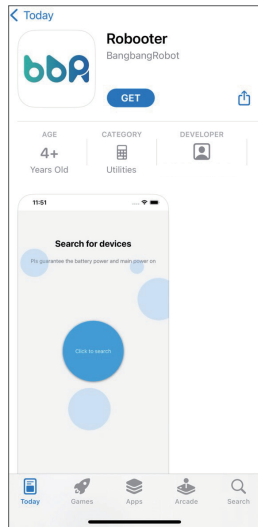 Today
bbR
Robooter
BangbangRobot
GET
AGE
CATEGORY
DEVELOPER
4+
Years Old
Utilities
11:51
Search for devices
Pls guarantee the battery power and main power on
Click to search
Today
Games
Apps
Arcade
Search